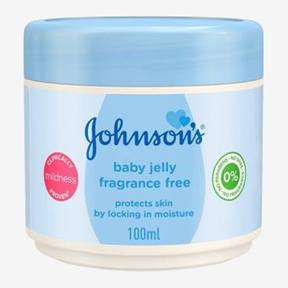 Johnson's
baby jelly
fragrance free
protects skin
by locking in moisture
100ml
CLINICALLY
mildness
PROVEN
0%